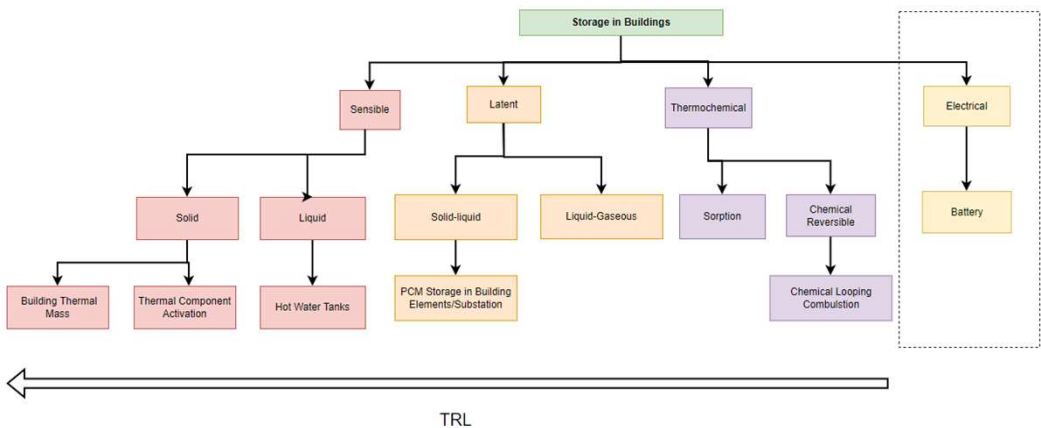 Storage in Buildings
Sensible
Latent
Thermochemical
Electrical
Solid
Liquid
Solid-liquid
Liquid-Gaseous
Sorption
Chemical
Reversible
Battery
Building Thermal
Mass
Thermal Component
Activation
Hot Water Tanks
PCM Storage in Building
Elements/Substation
Chemical Looping
Combulstion
TRL